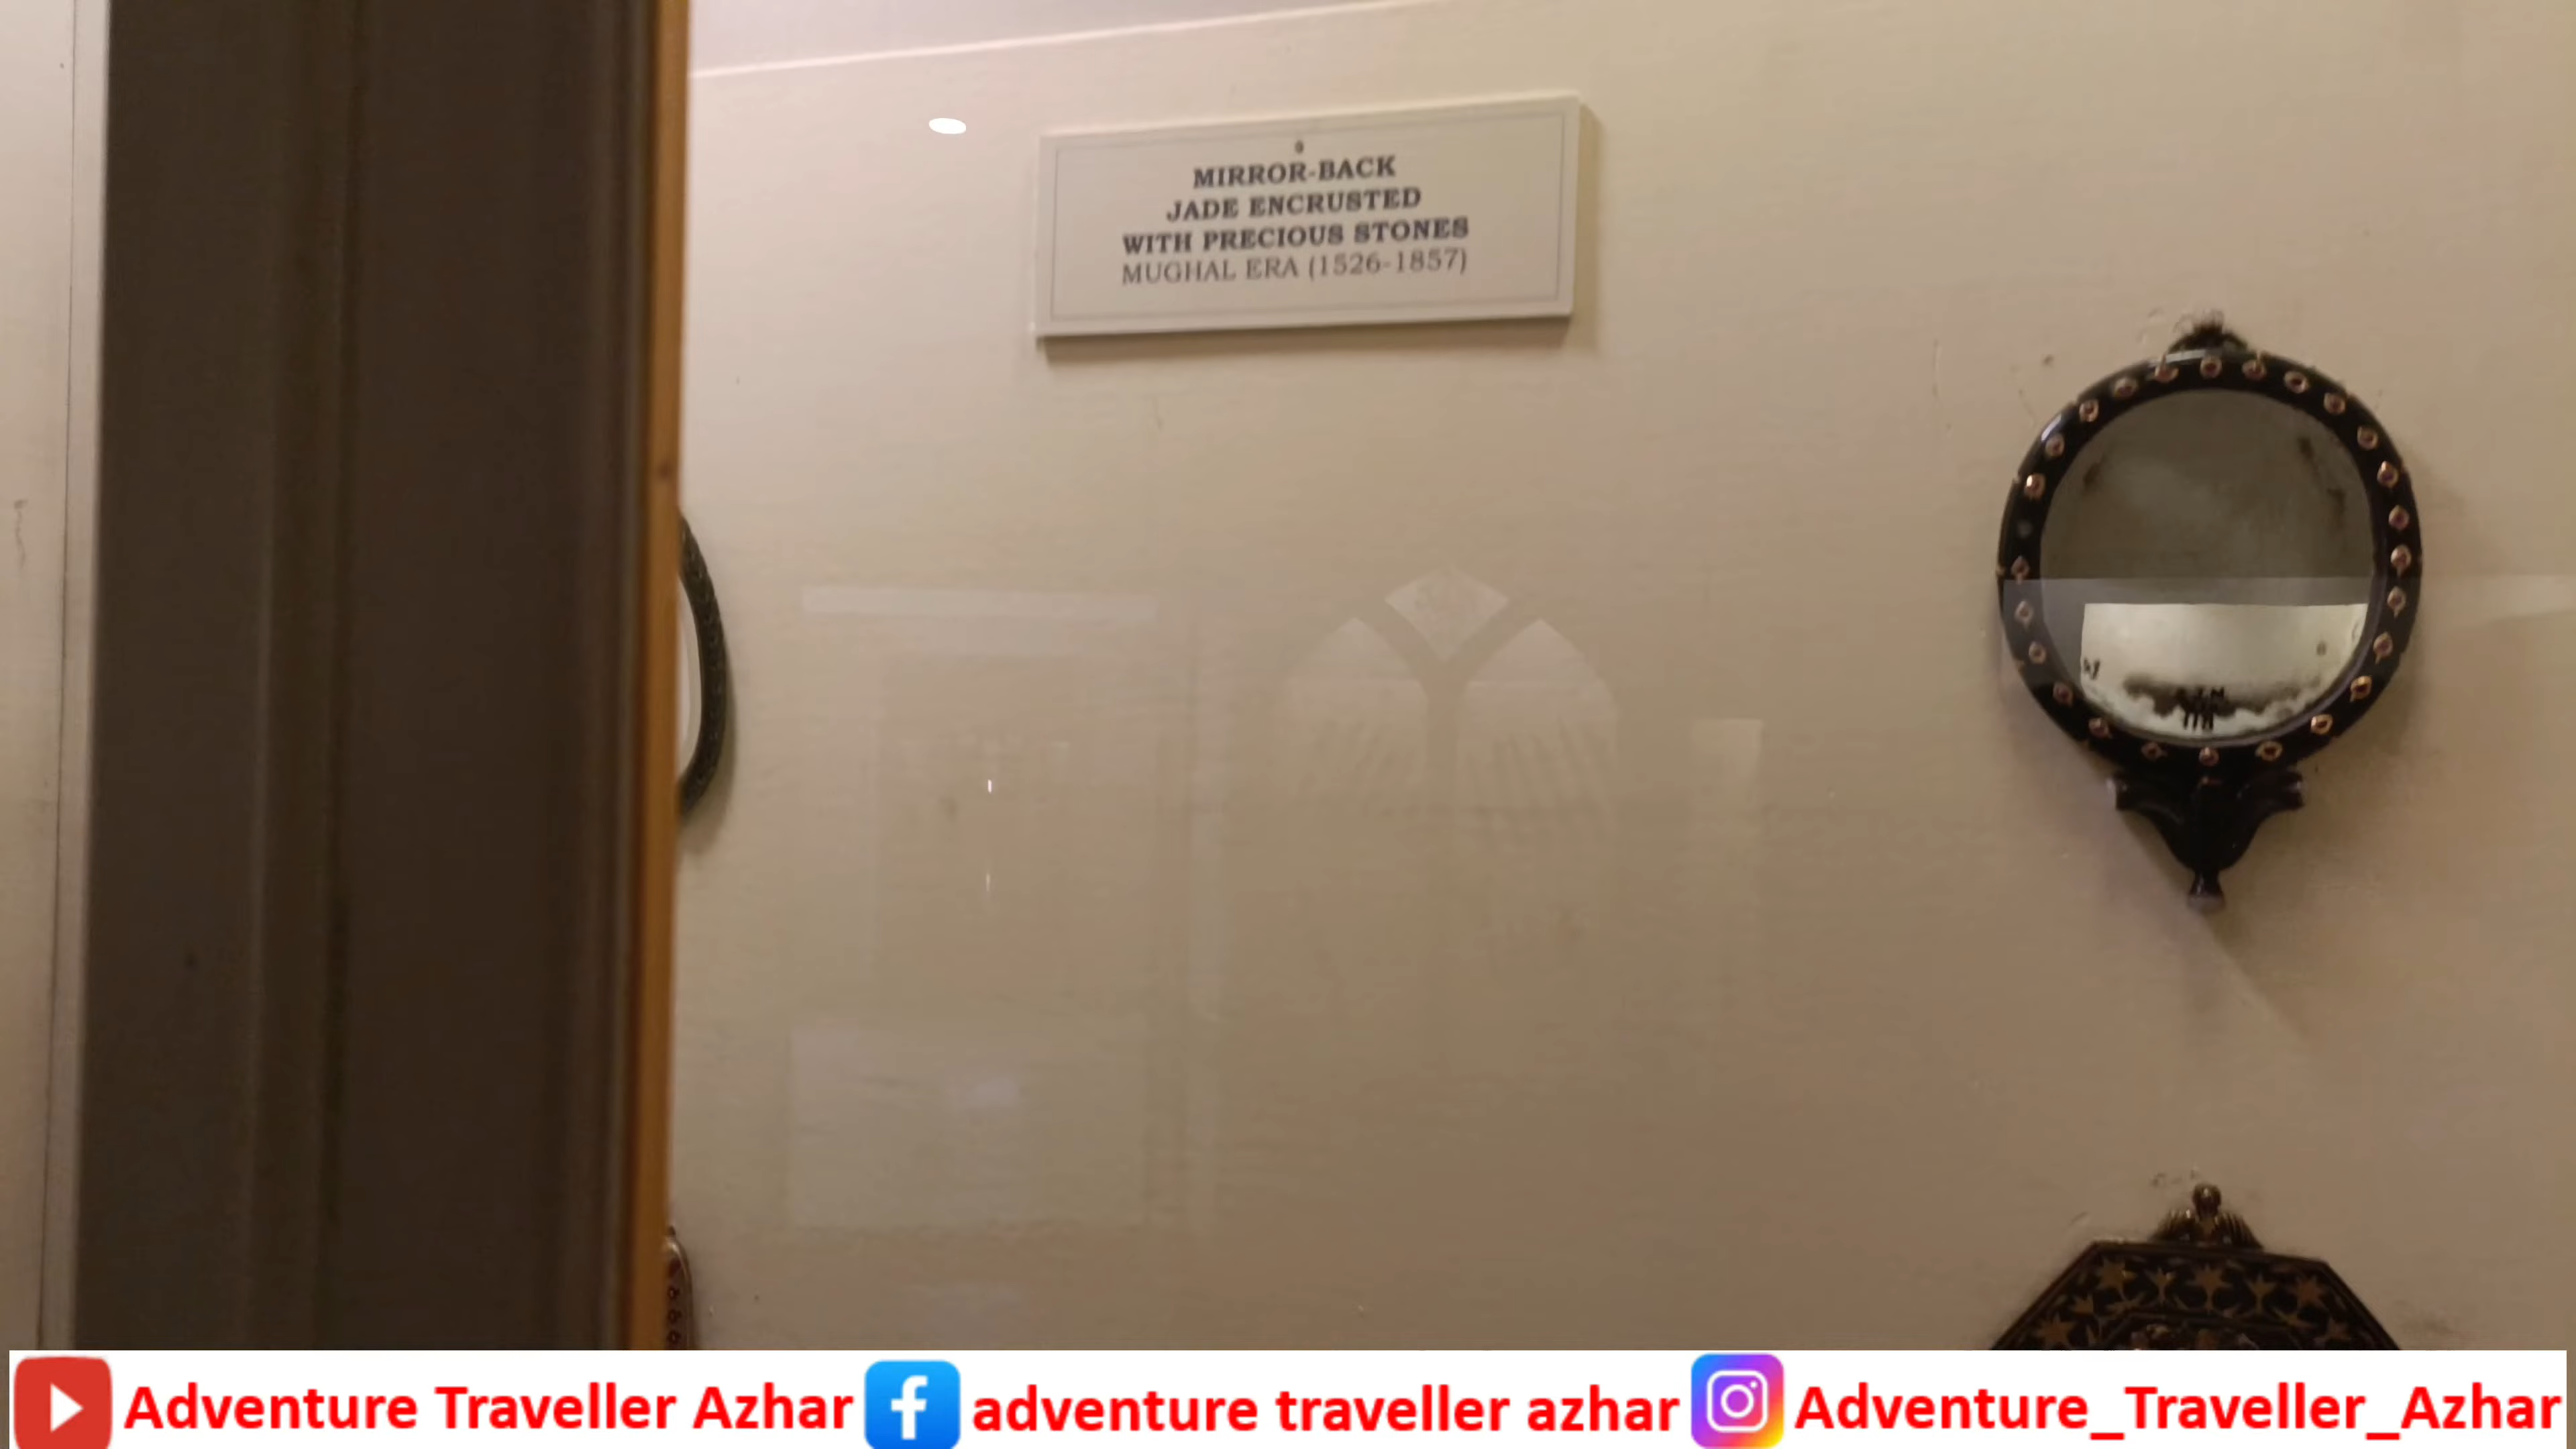 MIRROR-BACK
JADE ENCRUSTED
WITH PRECIOUS STONES
MUGHAL ERA (1526-1857)
Adventure Traveller Azhar
adventure traveller azhar
Adventure_Traveller_Azhar